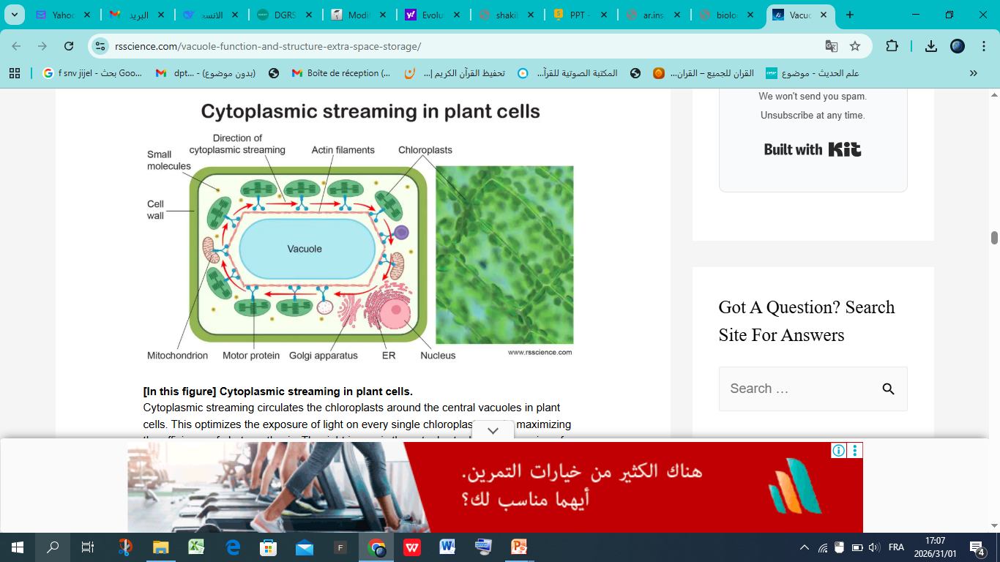 Yahoo
البريد
الانسج
DGRS
Modif
Evolut
shakib
PPT -
ar.ins
biolo
Vacuo
rsscience.com/vacuole-function-and-structure-extra-space-storage/
f snv jijel - بحث Goo...
(بدون موضوع) - dpt...
Boîte de réception (...
تحفيظ القرآن الكريم |...
المكتبة الصوتية للقرآ...
القران للجميع – القران...
علم الحديث - موضوع
»
Cytoplasmic streaming in plant cells
Direction of
cytoplasmic streaming
Actin filaments
Chloroplasts
Small
molecules
Cell
wall
Vacuole
Mitochondrion
Motor protein
Golgi apparatus
ER
Nucleus
www.rsscience.com
[In this figure] Cytoplasmic streaming in plant cells.
Cytoplasmic streaming circulates the chloroplasts around the central vacuoles in plant
cells. This optimizes the exposure of light on every single chloroplas maximizing
We won't send you spam.
Unsubscribe at any time.
Built with Kit
Got A Question? Search
Site For Answers
Search …
هناك الكثير من خيارات التمرين.
أيهما مناسب لك؟
F
W
FRA
17:07
2026/31/01
4